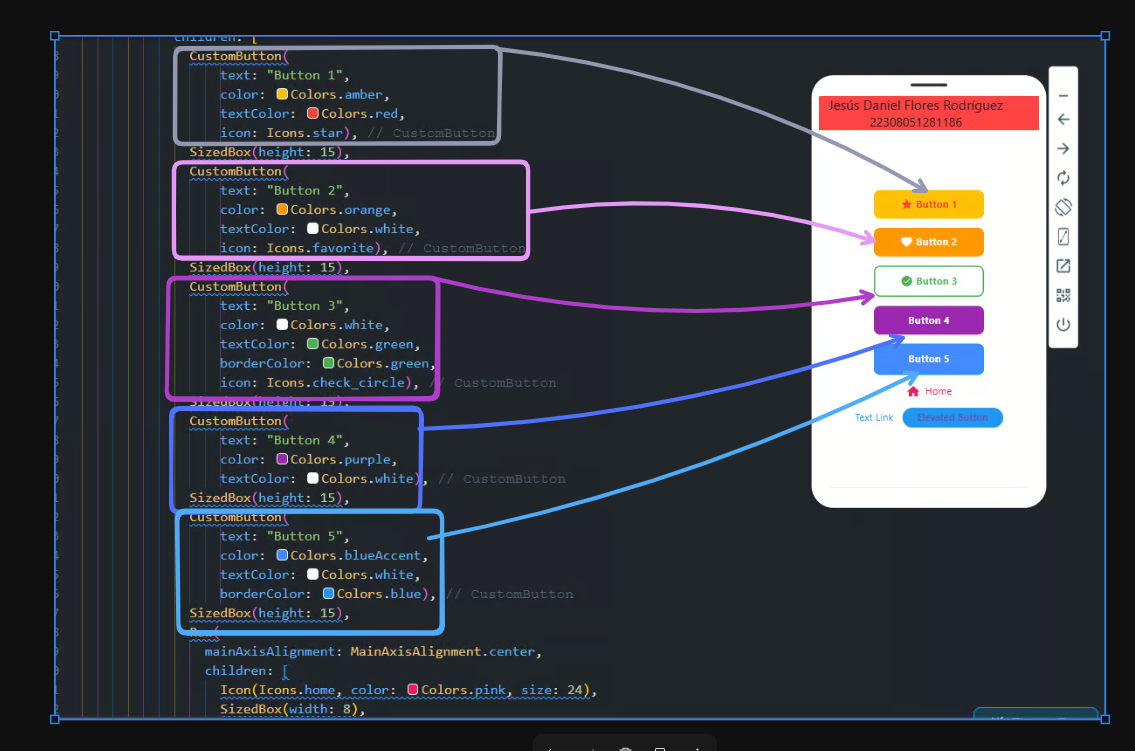 children: [
CustomButton(
text: "Button 1",
color: Colors.amber,
textColor: Colors.red,
icon: Icons.star), // CustomButton
SizedBox(height: 15),
CustomButton(
text: "Button 2",
color: Colors.orange,
textColor: Colors.white,
icon: Icons.favorite), // CustomButton
SizedBox(height: 15),
CustomButton(
text: "Button 3",
color: Colors.white,
textColor: Colors.green,
borderColor: Colors.green,
icon: Icons.check_circle), // CustomButton
SizedBox(height: 15),
CustomButton(
text: "Button 4",
color: Colors.purple,
textColor: Colors.white), // CustomButton
SizedBox(height: 15),
CustomButton(
text: "Button 5",
color: Colors.blueAccent,
textColor: Colors.white,
borderColor: Colors.blue), // CustomButton
SizedBox(height: 15),
Row(
mainAxisAlignment: MainAxisAlignment.center,
children: [
Icon(Icons.home, color: Colors.pink, size: 24),
SizedBox(width: 8),
Jesús Daniel Flores Rodríguez
22308051281186
Button 1
Button 2
Button 3
Button 4
Button 5
Home
Text Link Elevated Button